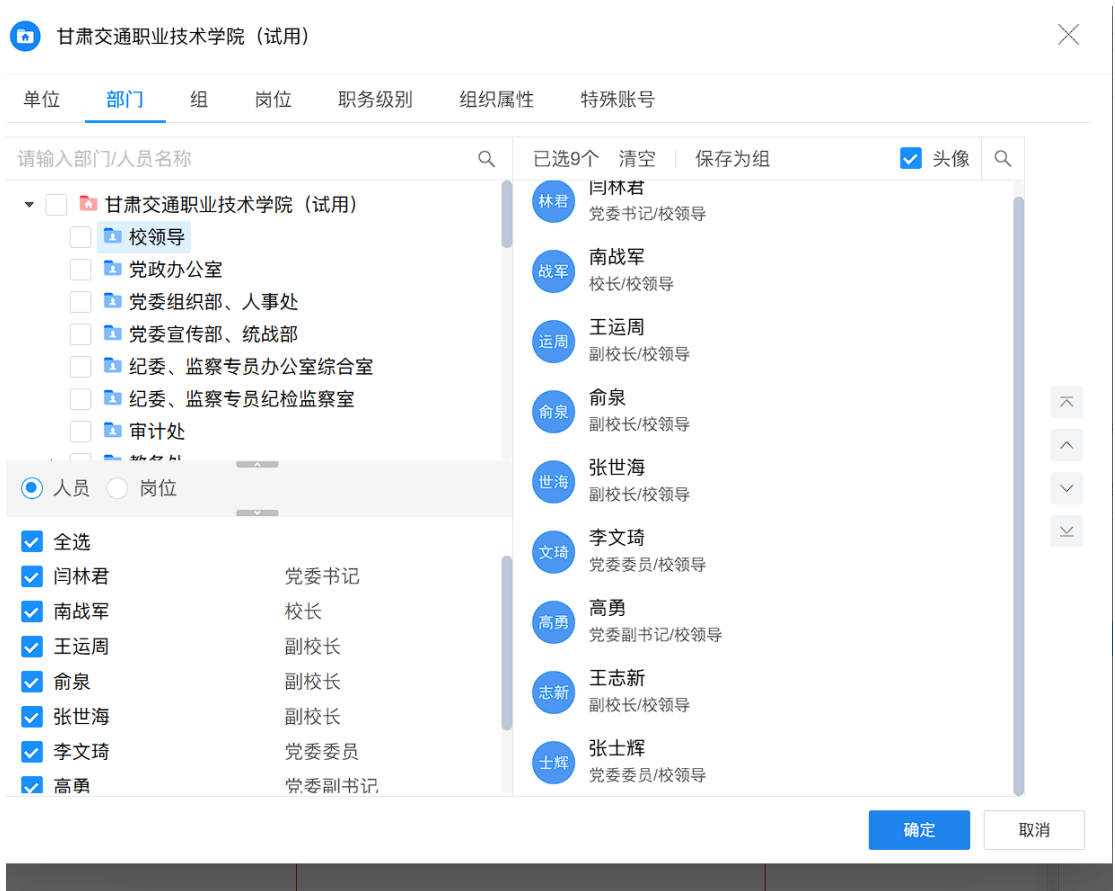 甘肃交通职业技术学院（试用）
单位 部门 组 岗位 职务级别 组织属性 特殊账号
请输入部门/人员名称
甘肃交通职业技术学院（试用）
校领导
党政办公室
党委组织部、人事处
党委宣传部、统战部
纪委、监察专员办公室综合室
纪委、监察专员纪检监察室
审计处
教务处
人员 岗位
全选
闫林君 党委书记
南战军 校长
王运周 副校长
俞泉 副校长
张世海 副校长
李文琦 党委委员
高勇 党委副书记
已选9个 清空 保存为组 头像
林君
闫林君
党委书记/校领导
战军
南战军
校长/校领导
运周
王运周
副校长/校领导
俞泉
俞泉
副校长/校领导
世海
张世海
副校长/校领导
文琦
李文琦
党委委员/校领导
高勇
高勇
党委副书记/校领导
志新
王志新
副校长/校领导
士辉
张士辉
党委委员/校领导
确定 取消